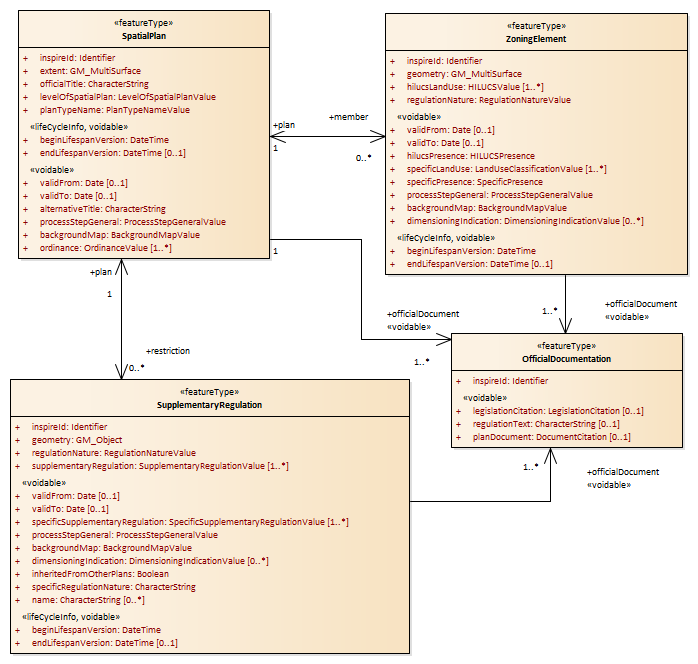 «featureType»
SpatialPlan
+ inspireId: Identifier
+ extent: GM_MultiSurface
+ officialTitle: CharacterString
+ levelOfSpatialPlan: LevelOfSpatialPlanValue
+ planTypeName: PlanTypeNameValue
«lifeCycleInfo, voidable»
+ beginLifespanVersion: DateTime
+ endLifespanVersion: DateTime [0..1]
«voidable»
+ validFrom: Date [0..1]
+ validTo: Date [0..1]
+ alternativeTitle: CharacterString
+ processStepGeneral: ProcessStepGeneralValue
+ backgroundMap: BackgroundMapValue
+ ordinance: OrdinanceValue [1..*]
«featureType»
ZoningElement
+ inspireId: Identifier
+ geometry: GM_MultiSurface
+ hilucsLandUse: HILUCSValue [1..*]
+ regulationNature: RegulationNatureValue
«voidable»
+ validFrom: Date [0..1]
+ validTo: Date [0..1]
+ hilucsPresence: HILUCSPresence
+ specificLandUse: LandUseClassificationValue [1..*]
+ specificPresence: SpecificPresence
+ processStepGeneral: ProcessStepGeneralValue
+ backgroundMap: BackgroundMapValue
+ dimensioningIndication: DimensioningIndicationValue [0..*]
«lifeCycleInfo, voidable»
+ beginLifespanVersion: DateTime
+ endLifespanVersion: DateTime [0..1]
+plan
1
+member
0..*
1
+officialDocument
«voidable»
1..*
1..*
+officialDocument
«voidable»
+plan
1
+restriction
0..*
«featureType»
OfficialDocumentation
+ inspireId: Identifier
«voidable»
+ legislationCitation: LegislationCitation [0..1]
+ regulationText: CharacterString [0..1]
+ planDocument: DocumentCitation [0..1]
1..*
+officialDocument
«voidable»
«featureType»
SupplementaryRegulation
+ inspireId: Identifier
+ geometry: GM_Object
+ regulationNature: RegulationNatureValue
+ supplementaryRegulation: SupplementaryRegulationValue [1..*]
«voidable»
+ validFrom: Date [0..1]
+ validTo: Date [0..1]
+ specificSupplementaryRegulation: SpecificSupplementaryRegulationValue [1..*]
+ processStepGeneral: ProcessStepGeneralValue
+ backgroundMap: BackgroundMapValue
+ dimensioningIndication: DimensioningIndicationValue [0..*]
+ inheritedFromOtherPlans: Boolean
+ specificRegulationNature: CharacterString
+ name: CharacterString [0..*]
«lifeCycleInfo, voidable»
+ beginLifespanVersion: DateTime
+ endLifespanVersion: DateTime [0..1]